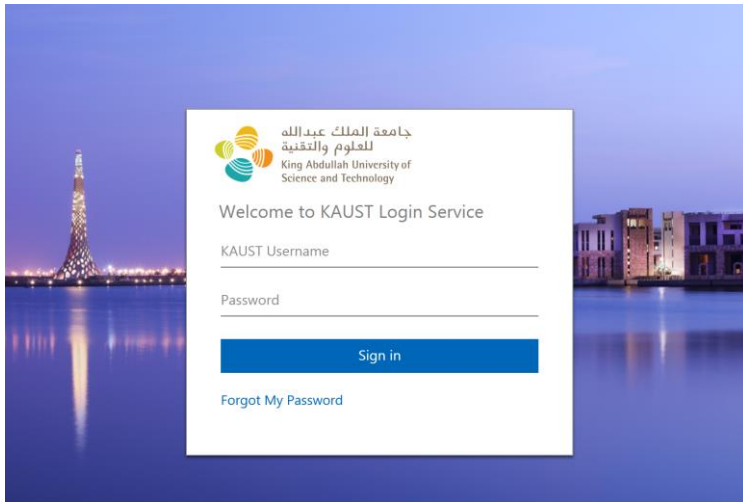 جامعة الملك عبدالله
للعلوم والتقنية
King Abdullah University of
Science and Technology
Welcome to KAUST Login Service
KAUST Username
Password
Sign in
Forgot My Password